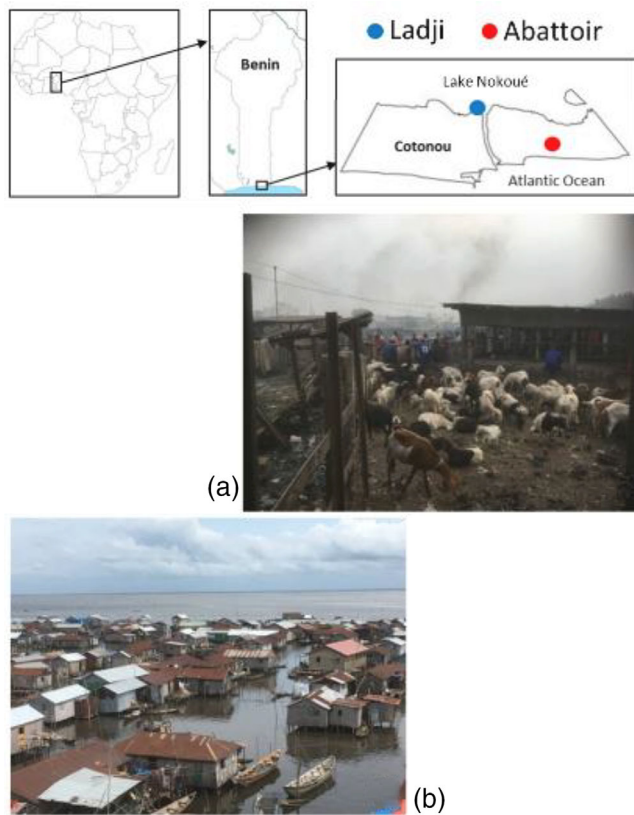 Ladji Abattoir
Benin
Lake Nokoué
Cotonou
Atlantic Ocean
(a)
(b)